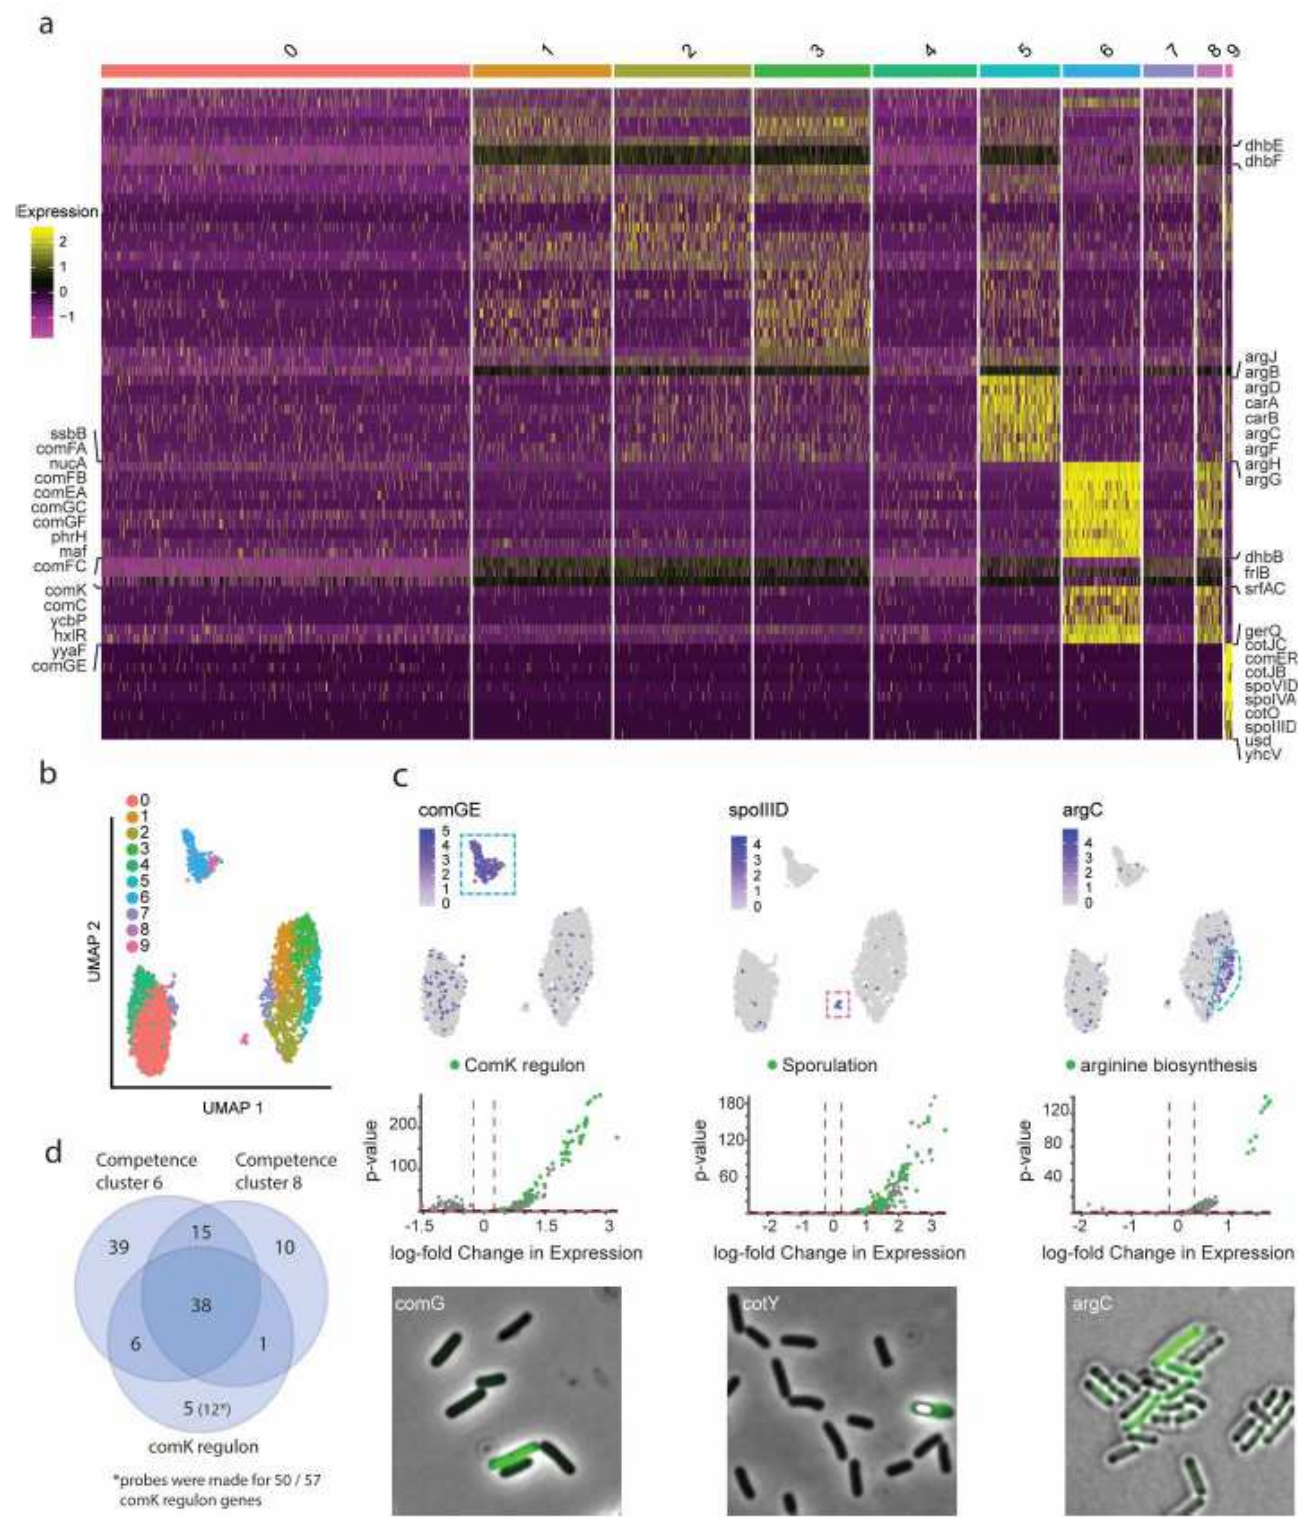 a
0 1 2 3 4 5 6 7 8 9
Expression
2
1
0
−1
dhbE
dhbF
argJ
argB
argD
carA
carB
argC
argF
argH
argG
dhbB
frlB
srfAC
gerQ
cotJC
comER
cotJB
spoVID
spoIVA
cotO
spoIIID
usd
yhcV
ssbB
comFA
nucA
comFB
comEA
comGC
comGF
phrH
maf
comFC
comK
comC
ycbP
hxlR
yyaF
comGE
b
0
1
2
3
4
5
6
7
8
9
UMAP 2
UMAP 1
c
comGE
5
4
3
2
1
0
spoIIID
4
3
2
1
0
argC
4
3
2
1
0
ComK regulon
Sporulation
arginine biosynthesis
p-value
200
100
-1.5 0 1.5 3
log-fold Change in Expression
p-value
180
120
60
-2 -1 0 1 2 3
log-fold Change in Expression
p-value
120
80
40
-2 -1 0 1
log-fold Change in Expression
comG
cotY
argC
d
Competence
cluster 6
Competence
cluster 8
39
15
10
38
6
1
5 (12*)
comK regulon
*probes were made for 50 / 57
comK regulon genes